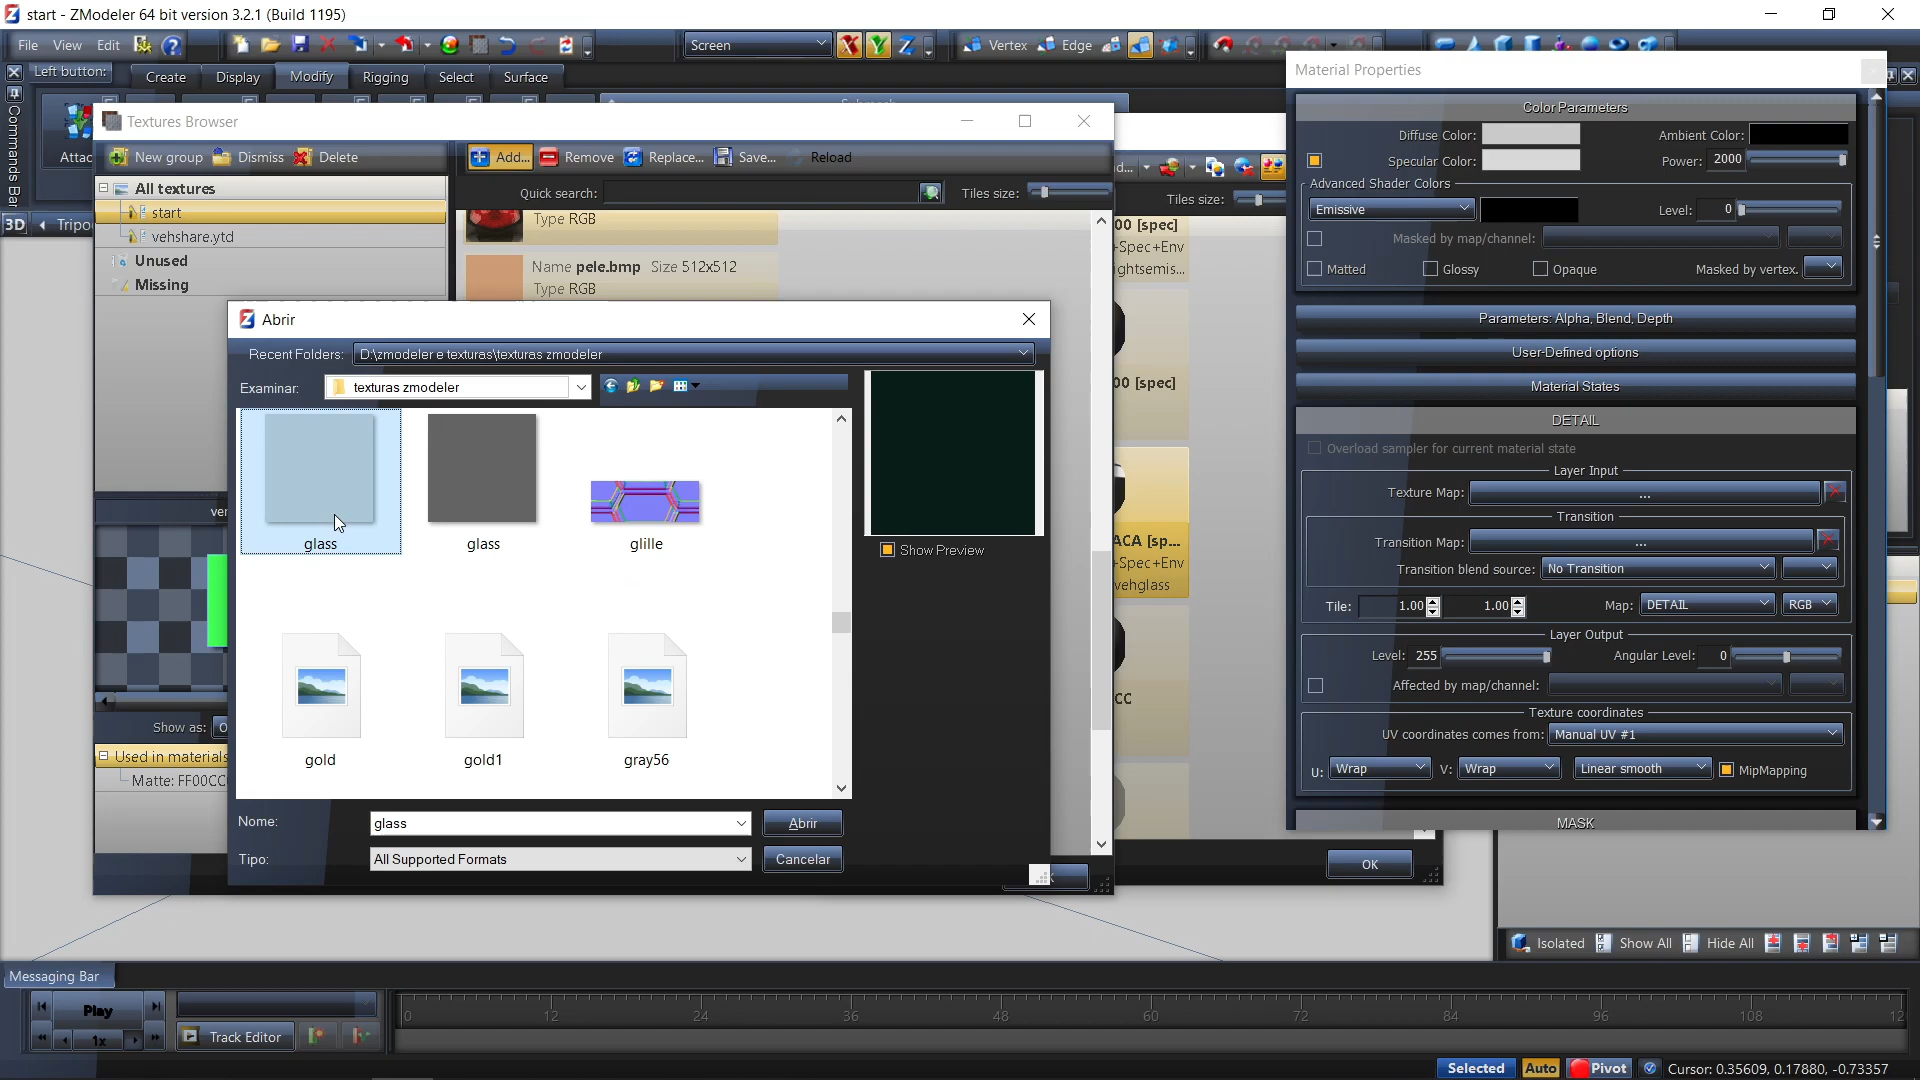 start - ZModeler 64 bit version 3.2.1 (Build 1195)
File View Edit Screen X Y Z Vertex Edge
Left button: Create Display Modify Rigging Select Surface
Commands Bar
Attac
3D Tripo
Textures Browser
New group Dismiss Delete Add... Remove Replace... Save... Reload
Quick search: Tiles size:
All textures
start
vehshare.ytd
Unused
Missing
Type RGB
Name pele.bmp Size 512x512
Type RGB
ver
Show as:
Used in materials
Matte: FF00CC
Abrir
Recent Folders: D:\zmodeler e texturas\texturas zmodeler
Examinar: texturas zmodeler
glass glass glille
gold gold1 gray56
Show Preview
Nome: glass Abrir
Tipo: All Supported Formats Cancelar
d...
Tiles size:
00 [spec]
+Spec+Env
ightsemis...
00 [spec]
ACA [sp...
+Spec+Env
vehglass
CC
OK
Material Properties
Color Parameters
Diffuse Color: Ambient Color:
Specular Color: Power: 2000
Advanced Shader Colors
Emissive Level: 0
Masked by map/channel:
Matted Glossy Opaque Masked by vertex.
Parameters: Alpha, Blend, Depth
User-Defined options
Material States
DETAIL
Overload sampler for current material state
Layer Input
Texture Map: ...
Transition
Transition Map: ...
Transition blend source: No Transition
Tile: 1.00 1.00 Map: DETAIL RGB
Layer Output
Level: 255 Angular Level: 0
Affected by map/channel:
Texture coordinates
UV coordinates comes from: Manual UV #1
U: Wrap V: Wrap Linear smooth MipMapping
MASK
Isolated Show All Hide All
Messaging Bar
Play
1x
Track Editor
0 12 24 36 48 60 72 84 96 108 12
Selected Auto Pivot Cursor: 0.35609, 0.17880, -0.73357